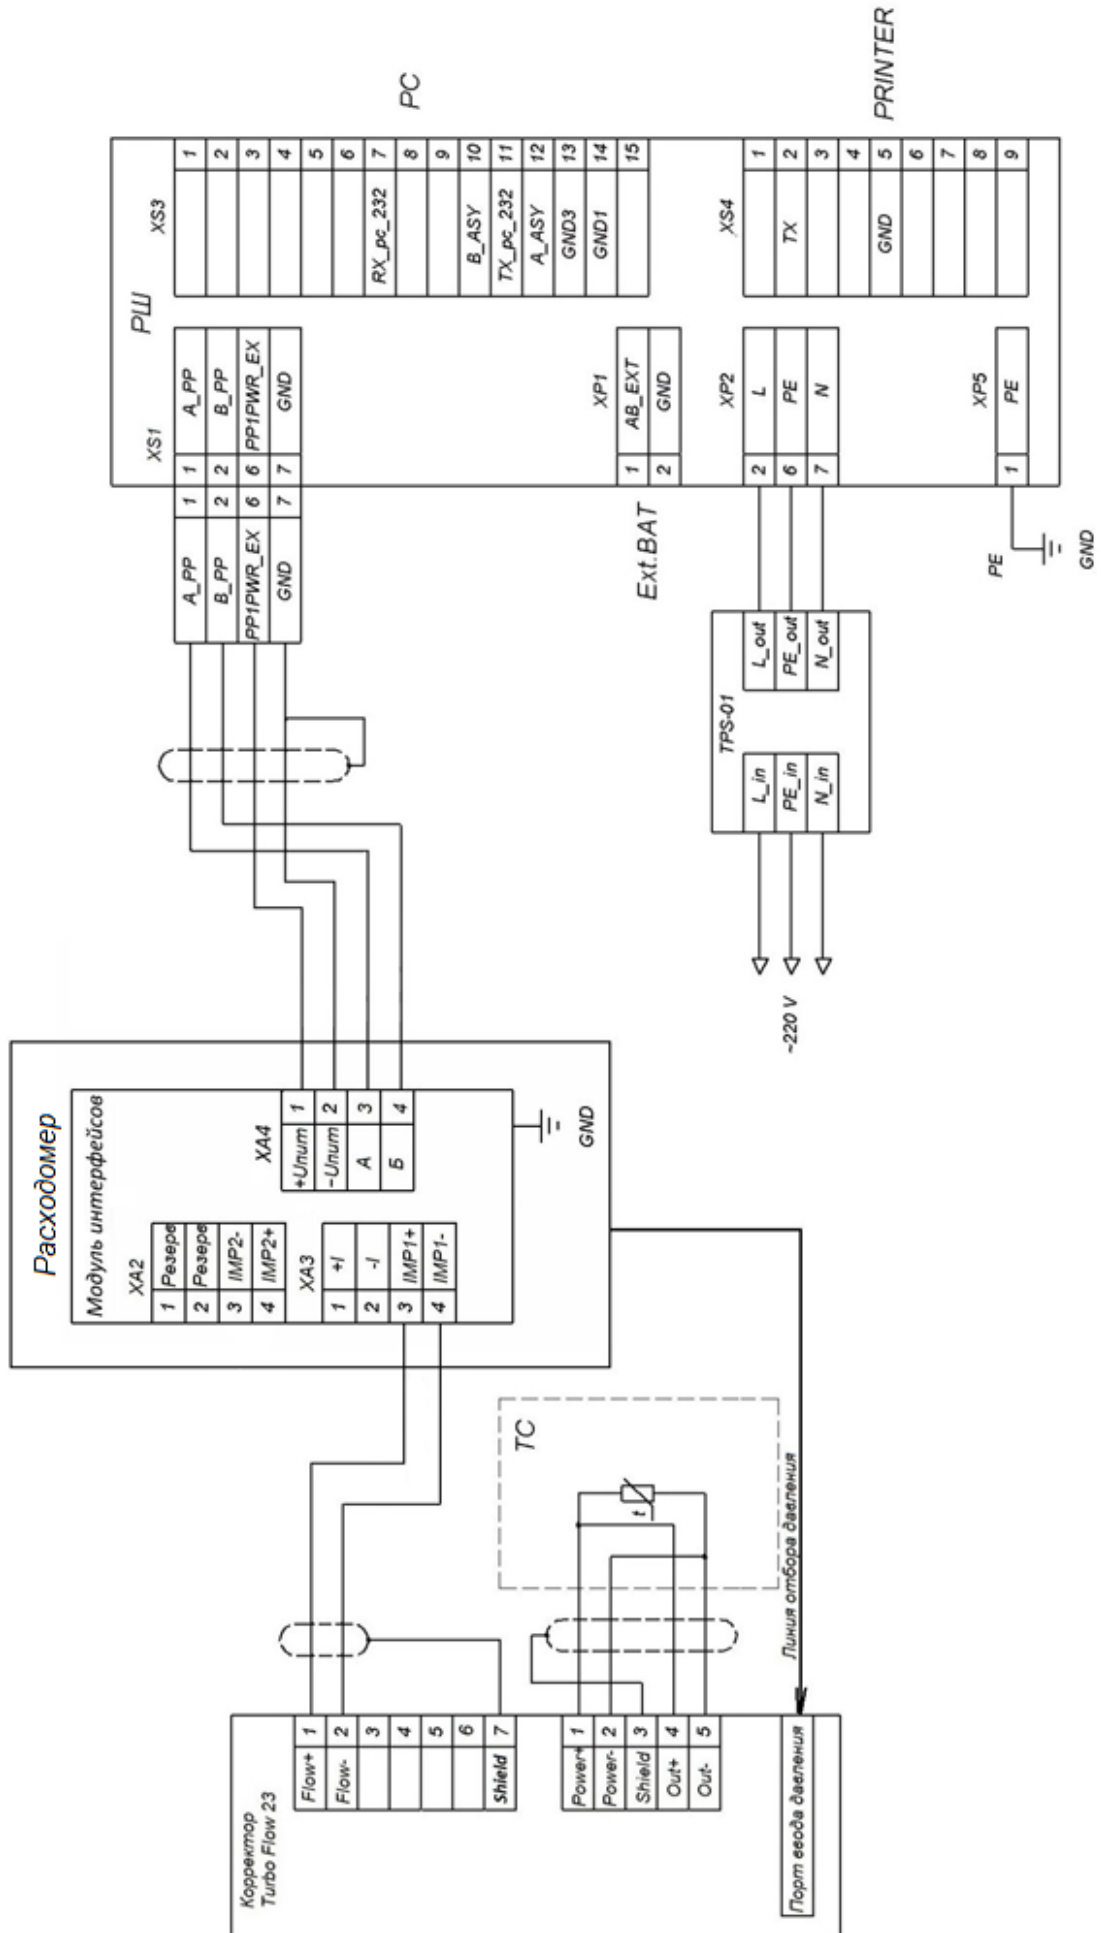 Корректор
Turbo Flow 23
Flow+ 1
Flow- 2
3
4
5
6
Shield 7
Power+ 1
Power- 2
Shield 3
Out+ 4
Out- 5
Порт ввода давления
Линия отбора давления
ТС
t
Расходомер
Модуль интерфейсов
ХА2
1 Резерв
2 Резерв
3 IMP2-
4 IMP2+
ХА3
1 +I
2 -I
3 IMP1+
4 IMP1-
ХА4
+Uпит 1
-Uпит 2
А 3
Б 4
GND
~220 V
TPS-01
L_in L_out
PE_in PE_out
N_in N_out
A_PP 1
B_PP 2
PP1PWR_EX 6
GND 7
РШ
XS1
1 A_PP
2 B_PP
6 PP1PWR_EX
7 GND
Ext.BAT
XP1
1 AB_EXT
2 GND
XP2
2 L
6 PE
7 N
XP5
1 PE
PE
GND
XS3
1
2
3
4
5
6
RX_pc_232 7
8
9
B_ASY 10
TX_pc_232 11
A_ASY 12
GND3 13
GND1 14
15
PC
XS4
1
TX 2
3
4
GND 5
6
7
8
9
PRINTER